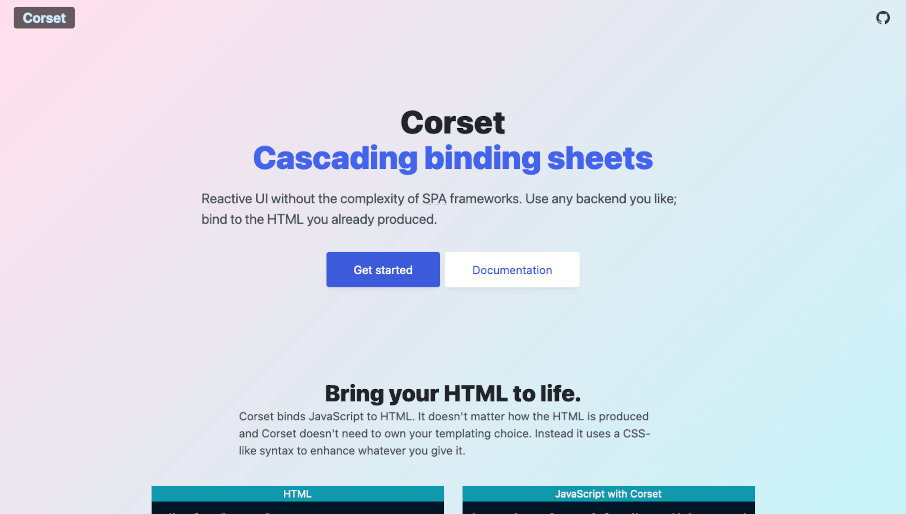 Corset
Corset
Cascading binding sheets
Reactive UI without the complexity of SPA frameworks. Use any backend you like;
bind to the HTML you already produced.
Get started
Documentation
Bring your HTML to life.
Corset binds JavaScript to HTML. It doesn't matter how the HTML is produced
and Corset doesn't need to own your templating choice. Instead it uses a CSS-
like syntax to enhance whatever you give it.
HTML
JavaScript with Corset